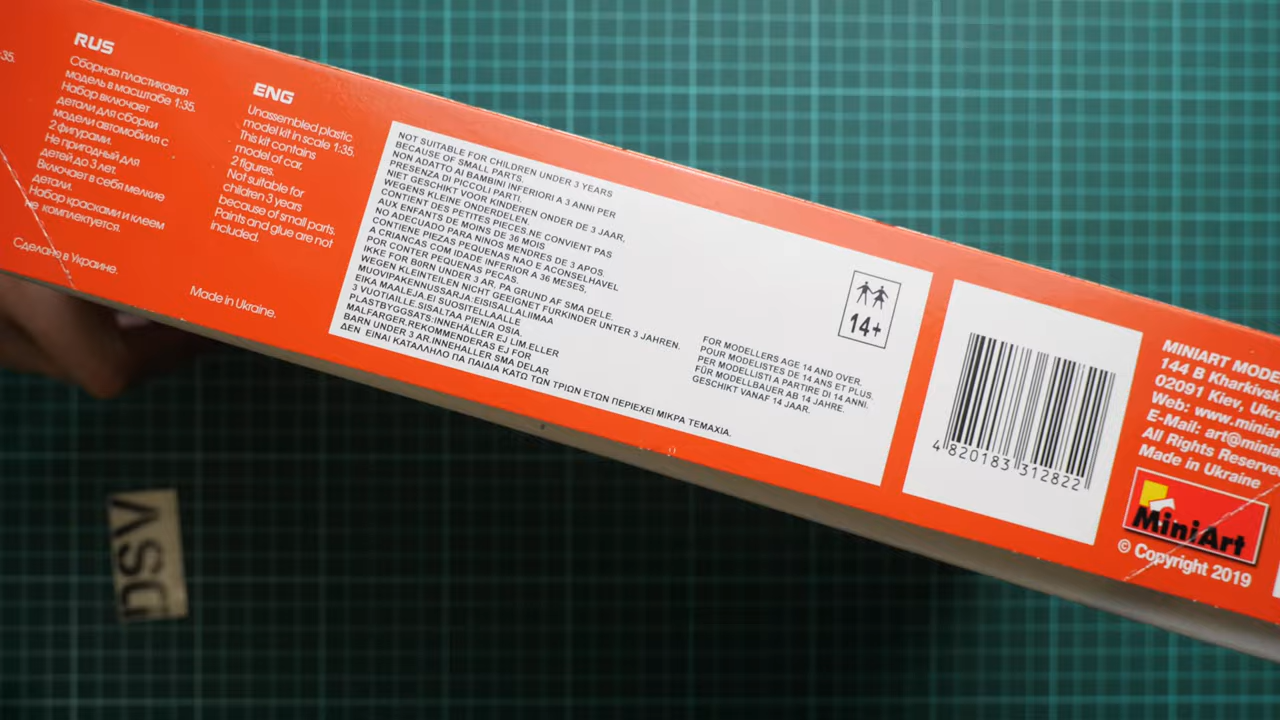 :35.
RUS
Сборная пластиковая
модель в масштабе 1:35.
Набор включает
детали для сборки
модели автомобиля с
2 фигурами.
Не пригодный для
детей до 3 лет.
Включает в себя мелкие
детали.
Набор красками и клеем
не комплектуется.
Сделано в Украине.
ENG
Unassembled plastic
model kit in scale 1:35.
This kit contains
model of car,
2 figures.
Not suitable for
children 3 years
because of small parts.
Paints and glue are not
included.
Made in Ukraine.
NOT SUITABLE FOR CHILDREN UNDER 3 YEARS
BECAUSE OF SMALL PARTS.
NON ADATTO AI BAMBINI INFERIORI A 3 ANNI PER
PRESENZA DI PICCOLI PARTI.
NIET GESCHIKT VOOR KINDEREN ONDER DE 3 JAAR,
WEGENS KLEINE ONDERDELEN.
CONTIENT DES PETITES PIECES.NE CONVIENT PAS
AUX ENFANTS DE MOINS DE 36 MOIS
NO ADECUADO PARA NINOS MENDRES DE 3 APOS.
CONTIENE PIEZAS PEQUENAS NAO E ACONSELHAVEL
A CRIANCAS COM IDADE INFERIOR A 36 MESES,
POR CONTER PEQUENAS PECAS.
IKKE FOR BØRN UNDER 3 AR, PA GRUND AF SMA DELE.
WEGEN KLEINTEILEN NICHT GEEIGNET FURKINDER UNTER 3 JAHREN.
MUOVIPAKENNUSSARJA:EISISALLALIIMAA
EIKA MAALEJA.EI SUOSITELLAALLE
3 VUOTIAILLE.SISALTAA PIENIA OSIA.
PLASTBYGGSATS:INNEHÄLLER EJ LIM.ELLER
MALFARGER.REKOMMENDERAS EJ FOR
BARN UNDER 3 AR.INNEHALLER SMA DELAR
ΔΕΝ ΕΙΝΑΙ ΚΑΤΑΛΛΗΛΟ ΓΙΑ ΠΑΙΔΙΑ ΚΑΤΩ ΤΩΝ ΤΡΙΩΝ ΕΤΩΝ ΠΕΡΙΕΧΕΙ ΜΙΚΡΑ ΤΕΜΑΧΙΑ.
14+
FOR MODELLERS AGE 14 AND OVER.
POUR MODELISTES DE 14 ANS ET PLUS.
PER MODELLISTI A PARTIRE DI 14 ANNI.
FÜR MODELLBAUER AB 14 JAHRE.
GESCHIKT VANAF 14 JAAR.
4 820183 312822
MINIART MODE
144 B Kharkivsk
02091 Kiev, Ukra
Web: www.miniar
E-Mail: art@minia
All Rights Reserve
Made in Ukraine
MiniArt
© Copyright 2019
DSV